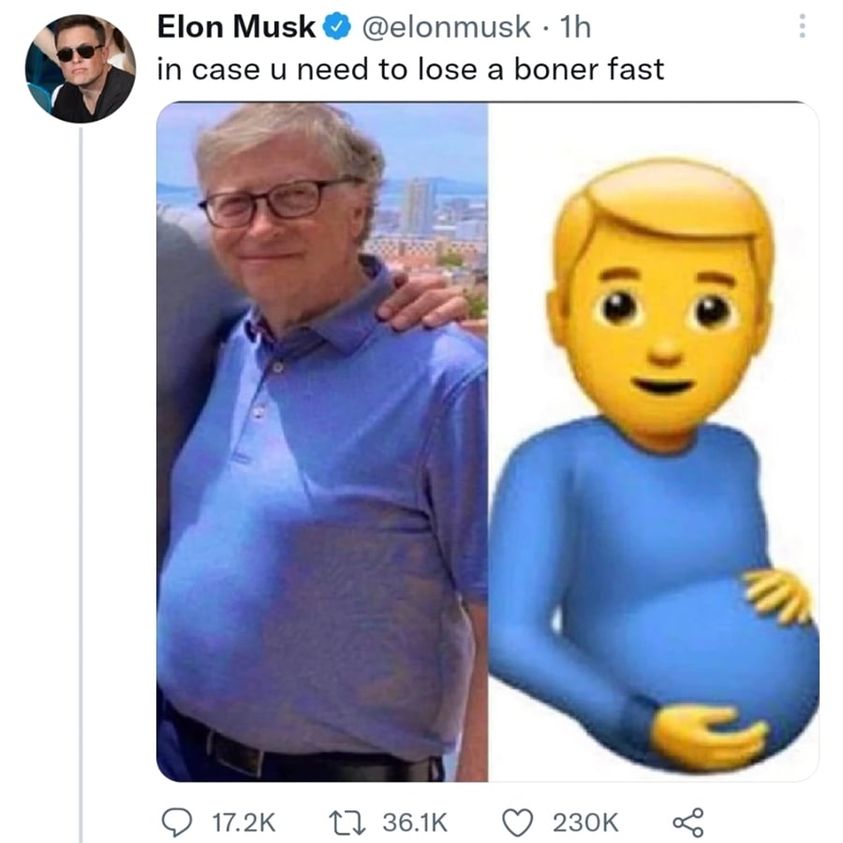 Elon Musk @elonmusk · 1h
in case u need to lose a boner fast
17.2K 36.1K 230K